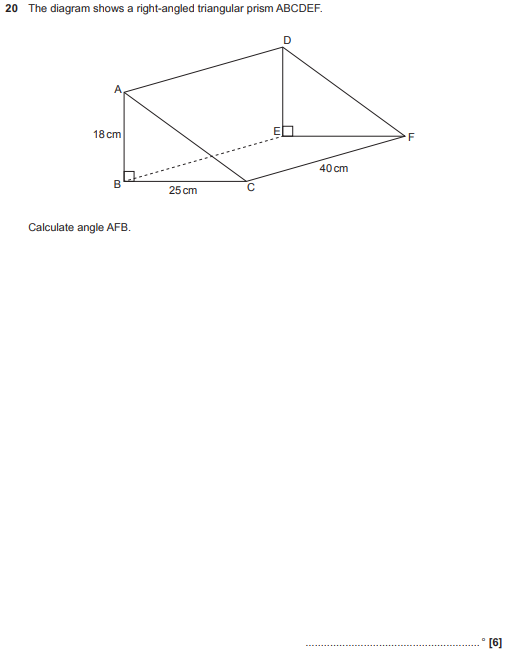 20 The diagram shows a right-angled triangular prism ABCDEF.
D
A
E
18 cm
F
B
25 cm
C
40 cm
Calculate angle AFB.
.......................................................... ° [6]